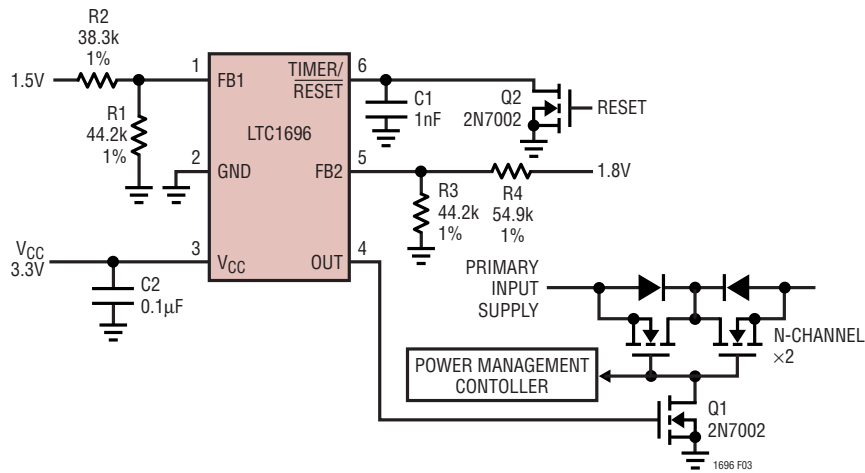 R2
38.3k
1%
1.5V
1
FB1
R1
44.2k
1%
2
GND
V_CC
3.3V
3
V_CC
C2
0.1µF
TIMER/
RESET
LTC1696
6
C1
1nF
Q2
2N7002
RESET
FB2
5
R3
44.2k
1%
R4
54.9k
1%
1.8V
OUT
4
PRIMARY
INPUT
SUPPLY
N-CHANNEL
×2
POWER MANAGEMENT
CONTOLLER
Q1
2N7002
1696 F03